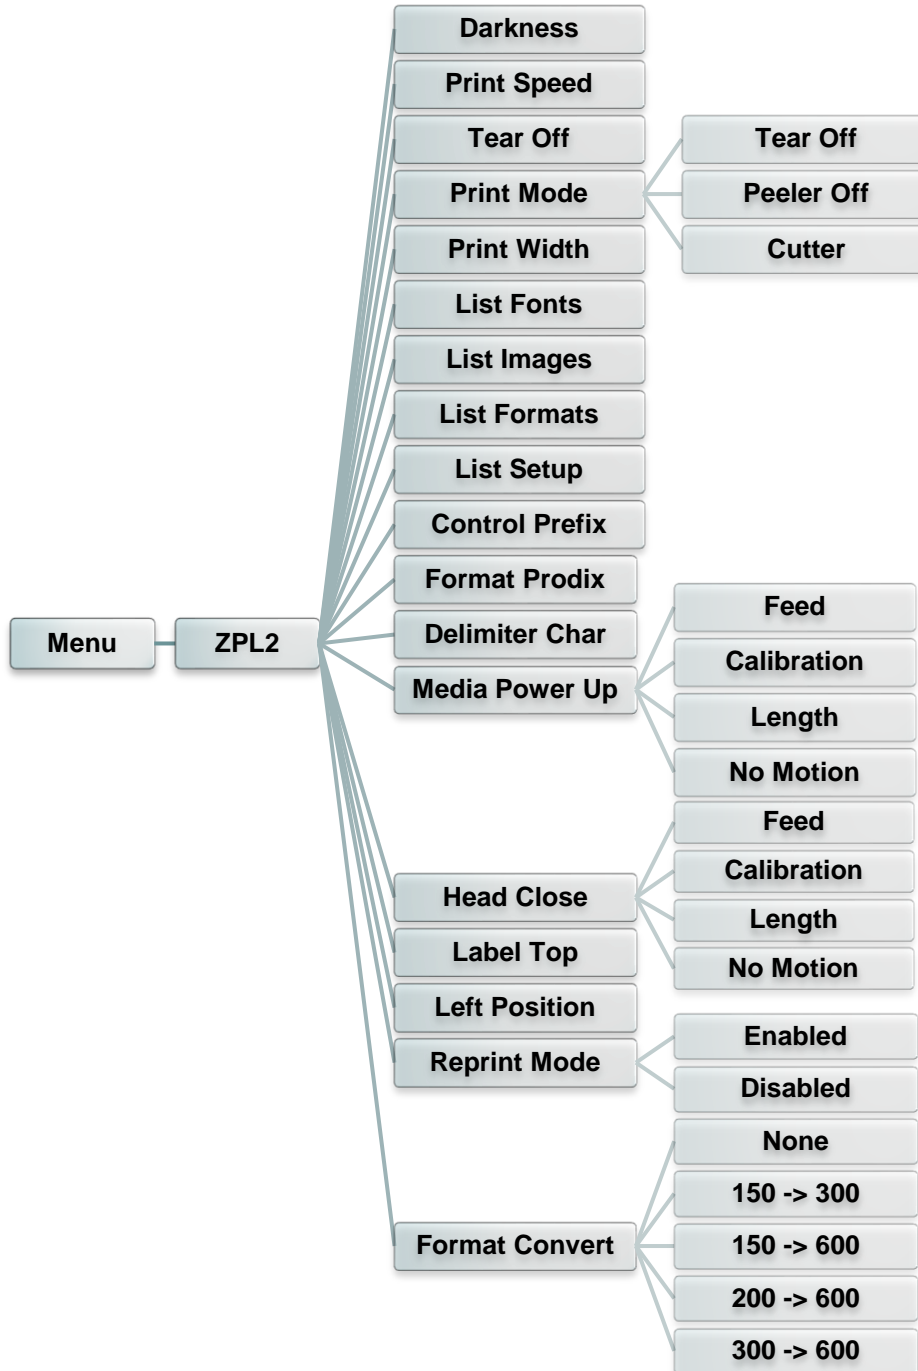 Menu
ZPL2
Darkness
Print Speed
Tear Off
Print Mode
Tear Off
Peeler Off
Cutter
Print Width
List Fonts
List Images
List Formats
List Setup
Control Prefix
Format Prodix
Delimiter Char
Media Power Up
Feed
Calibration
Length
No Motion
Head Close
Feed
Calibration
Length
No Motion
Label Top
Left Position
Reprint Mode
Enabled
Disabled
Format Convert
None
150 -> 300
150 -> 600
200 -> 600
300 -> 600